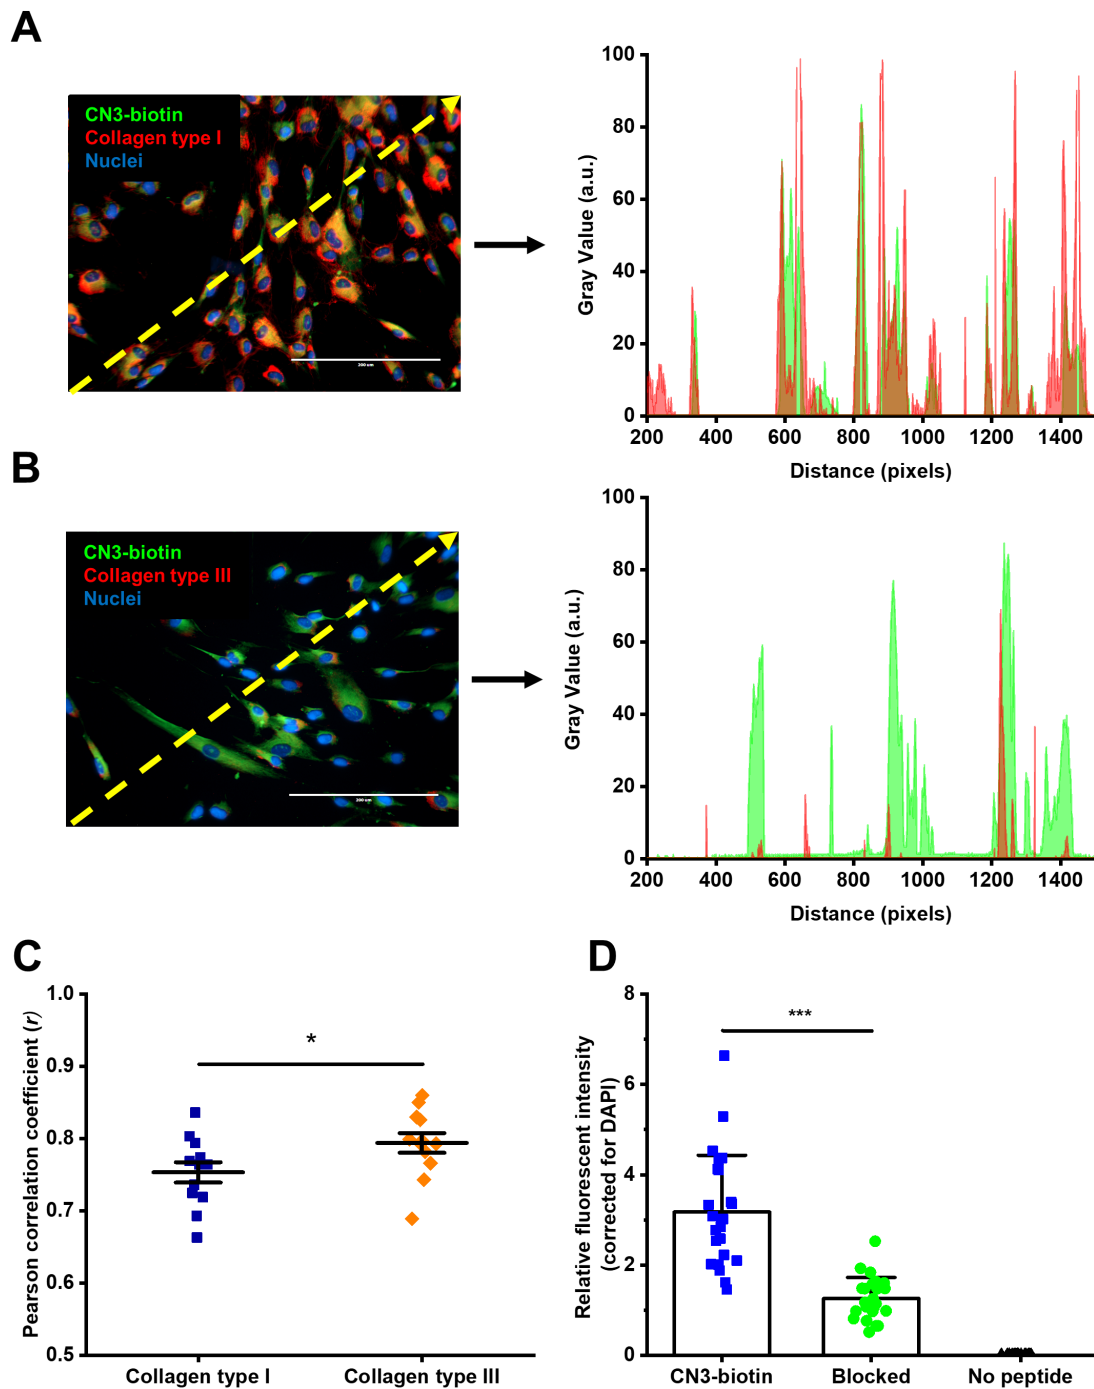 A
CN3-biotin
Collagen type I
Nuclei
200 um
Gray Value (a.u.)
100
80
60
40
20
0
200 400 600 800 1000 1200 1400
Distance (pixels)
B
CN3-biotin
Collagen type III
Nuclei
200 um
Gray Value (a.u.)
100
80
60
40
20
0
200 400 600 800 1000 1200 1400
Distance (pixels)
C
Pearson correlation coefficient (r)
1.0
0.9
0.8
0.7
0.6
0.5
*
Collagen type I Collagen type III
D
Relative fluorescent intensity
(corrected for DAPI)
8
6
4
2
0
***
CN3-biotin Blocked No peptide